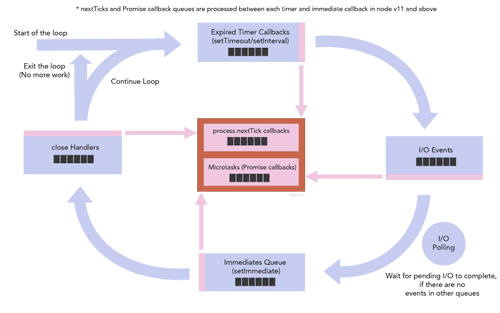 * nextTicks and Promise callback queues are processed between each timer and immediate callback in node v11 and above
Start of the loop
Expired Timer Callbacks
(setTimeout/setInterval)
Exit the loop
(No more work)
Continue Loop
process.nextTick callbacks
Microtasks (Promise callbacks)
close Handlers
I/O Events
I/O
Polling
Wait for pending I/O to complete,
if there are no
events in other queues
Immediates Queue
(setImmediate)